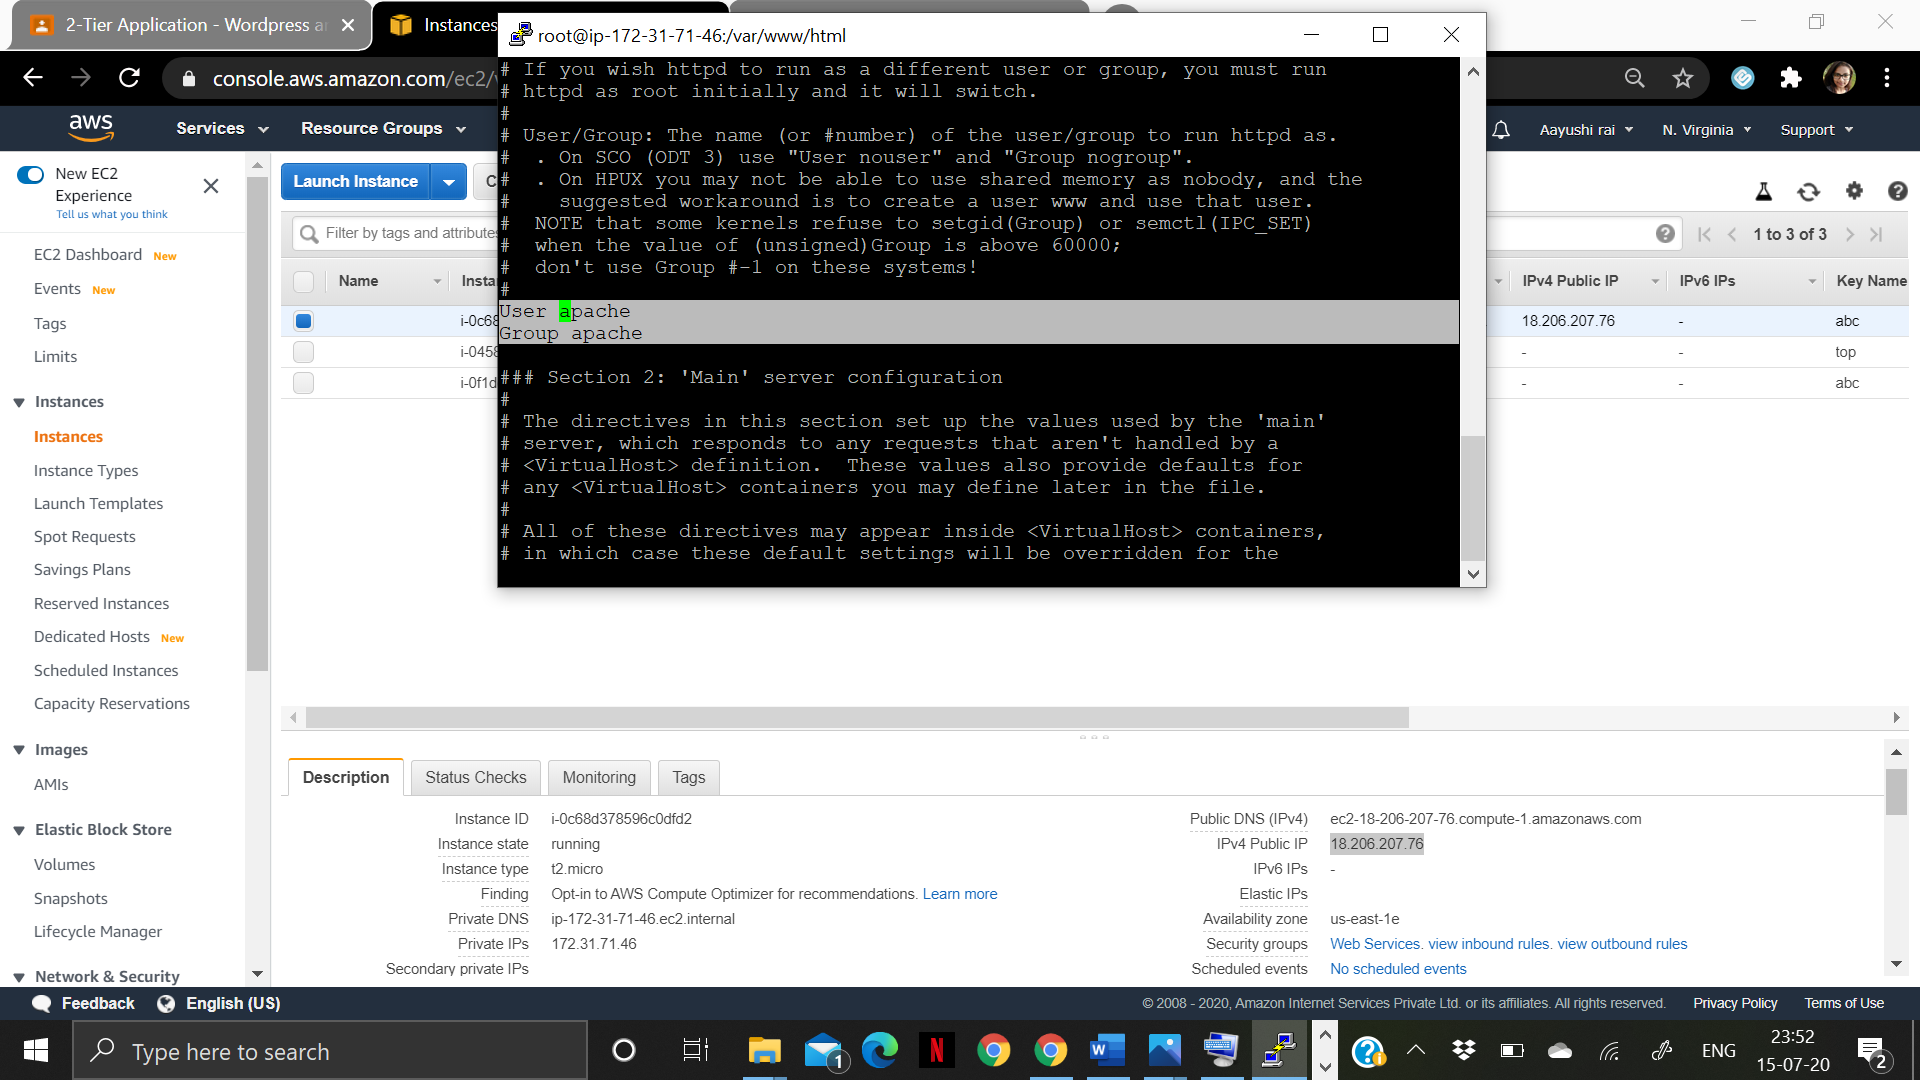 2-Tier Application - Wordpress a
Instances
root@ip-172-31-71-46:/var/www/html
console.aws.amazon.com/ec2/v
# If you wish httpd to run as a different user or group, you must run
# httpd as root initially and it will switch.
#
# User/Group: The name (or #number) of the user/group to run httpd as.
#  . On SCO (ODT 3) use "User nouser" and "Group nogroup".
#  . On HPUX you may not be able to use shared memory as nobody, and the
#    suggested workaround is to create a user www and use that user.
#  NOTE that some kernels refuse to setgid(Group) or semctl(IPC_SET)
#  when the value of (unsigned)Group is above 60000;
#  don't use Group #-1 on these systems!
#
User apache
Group apache
### Section 2: 'Main' server configuration
#
# The directives in this section set up the values used by the 'main'
# server, which responds to any requests that aren't handled by a
# <VirtualHost> definition.  These values also provide defaults for
# any <VirtualHost> containers you may define later in the file.
#
# All of these directives may appear inside <VirtualHost> containers,
# in which case these default settings will be overridden for the
aws
Services
Resource Groups
Aayushi rai
N. Virginia
Support
New EC2
Experience
Tell us what you think
EC2 Dashboard New
Events New
Tags
Limits
Instances
Instances
Instance Types
Launch Templates
Spot Requests
Savings Plans
Reserved Instances
Dedicated Hosts New
Scheduled Instances
Capacity Reservations
Images
AMIs
Elastic Block Store
Volumes
Snapshots
Lifecycle Manager
Network & Security
Launch Instance
C
Filter by tags and attributes
1 to 3 of 3
Name
Insta
IPv4 Public IP
IPv6 IPs
Key Name
i-0c68
18.206.207.76
-
abc
i-0458
-
-
top
i-0f1d
-
-
abc
Description
Status Checks
Monitoring
Tags
Instance ID i-0c68d378596c0dfd2
Instance state running
Instance type t2.micro
Finding Opt-in to AWS Compute Optimizer for recommendations. Learn more
Private DNS ip-172-31-71-46.ec2.internal
Private IPs 172.31.71.46
Secondary private IPs
Public DNS (IPv4) ec2-18-206-207-76.compute-1.amazonaws.com
IPv4 Public IP 18.206.207.76
IPv6 IPs -
Elastic IPs
Availability zone us-east-1e
Security groups Web Services. view inbound rules. view outbound rules
Scheduled events No scheduled events
Feedback
English (US)
© 2008 - 2020, Amazon Internet Services Private Ltd. or its affiliates. All rights reserved.
Privacy Policy
Terms of Use
Type here to search
1
N
W
ENG
23:52
15-07-20
2